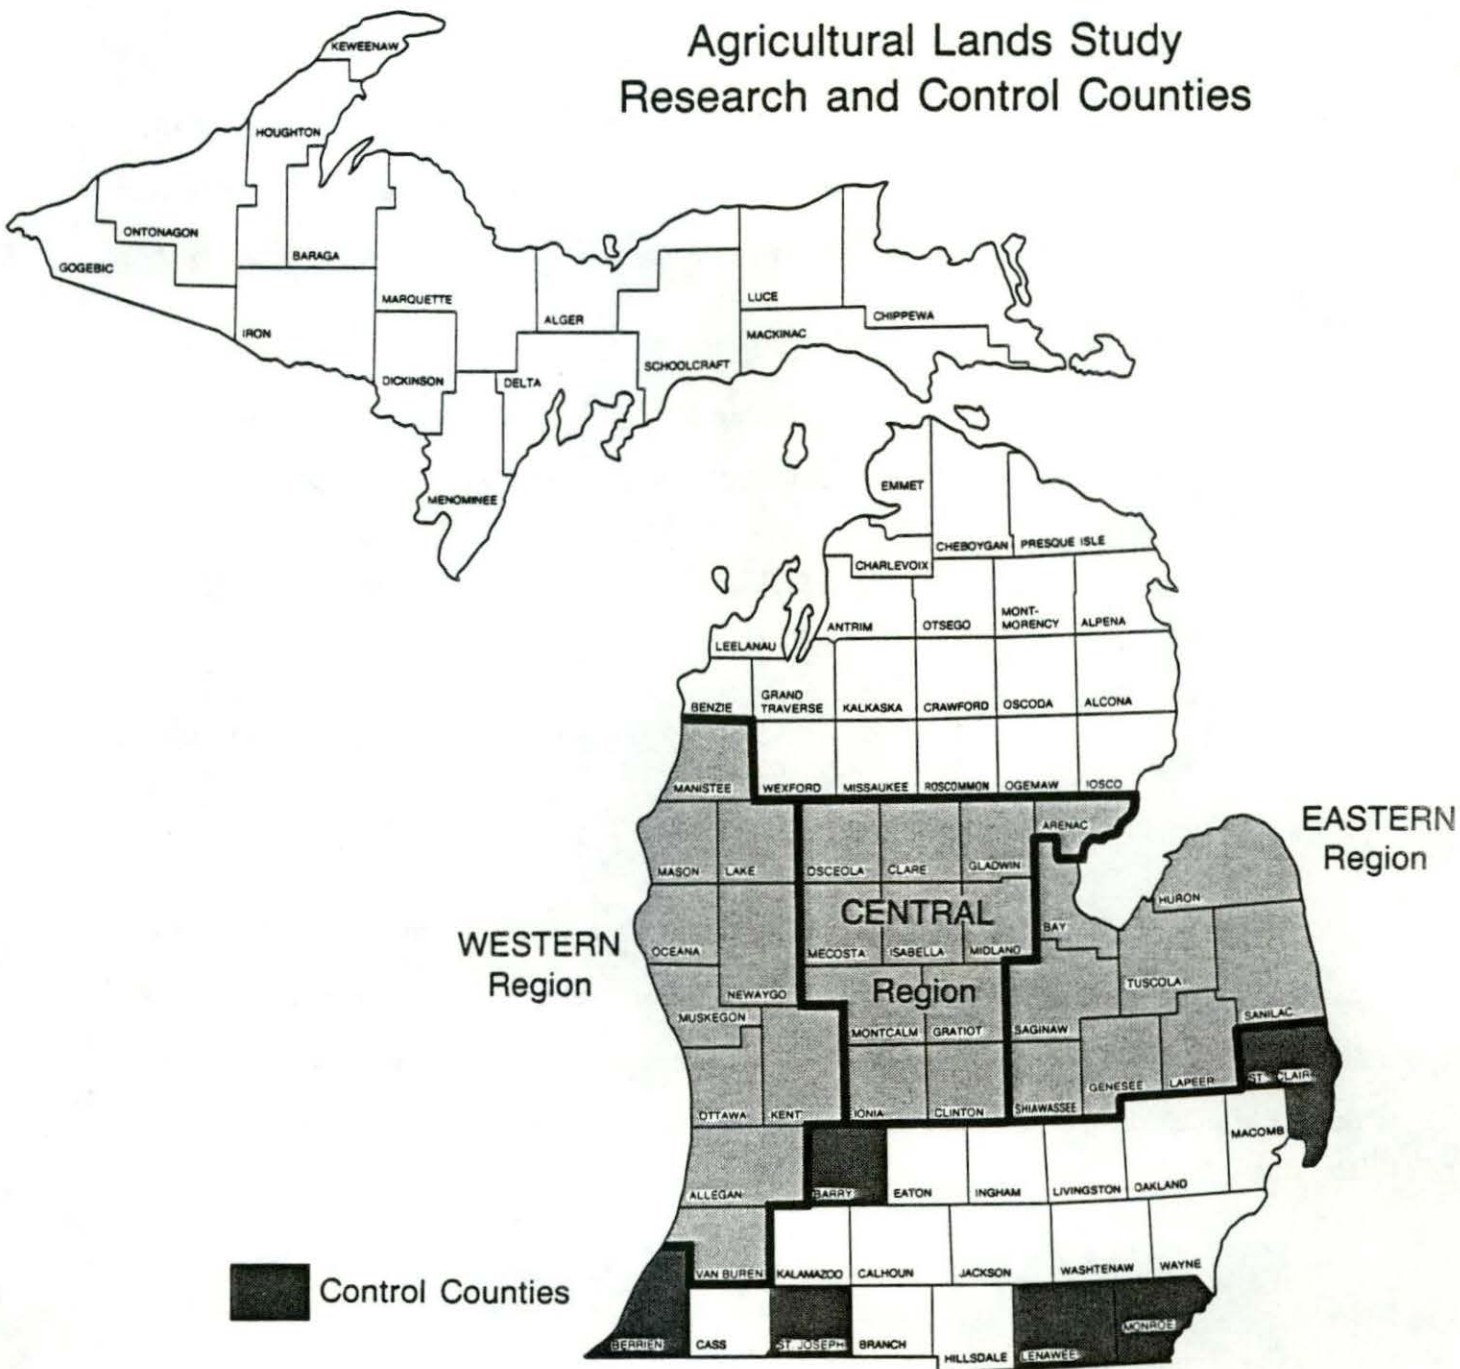 Agricultural Lands Study
Research and Control Counties
KEWEENAW
HOUGHTON
ONTONAGON
GOGEBIC
BARAGA
MARQUETTE
IRON
ALGER
LUCE
CHIPPEWA
MACKINAC
SCHOOLCRAFT
DICKINSON
DELTA
MENOMINEE
EMMET
CHEBOYGAN
PRESQUE ISLE
CHARLEVOIX
ANTRIM
OTSEGO
MONT-
MORENCY
ALPENA
LEELANAU
BENZIE
GRAND
TRAVERSE
KALKASKA
CRAWFORD
OSCODA
ALCONA
MANISTEE
WEXFORD
MISSAUKEE
ROSCOMMON
OGEMAW
IOSCO
ARENAC
EASTERN
Region
MASON
LAKE
OSCEOLA
CLARE
GLADWIN
HURON
CENTRAL
Region
WESTERN
Region
OCEANA
NEWAYGO
MECOSTA
ISABELLA
MIDLAND
BAY
TUSCOLA
SANILAC
MUSKEGON
MONTCALM
GRATIOT
SAGINAW
OTTAWA
KENT
IONIA
CLINTON
SHIAWASSEE
GENESEE
LAPEER
ST. CLAIR
MACOMB
ALLEGAN
BARRY
EATON
INGHAM
LIVINGSTON
OAKLAND
VAN BUREN
KALAMAZOO
CALHOUN
JACKSON
WASHTENAW
WAYNE
Control Counties
BERRIEN
CASS
ST. JOSEPH
BRANCH
HILLSDALE
LENAWEE
MONROE